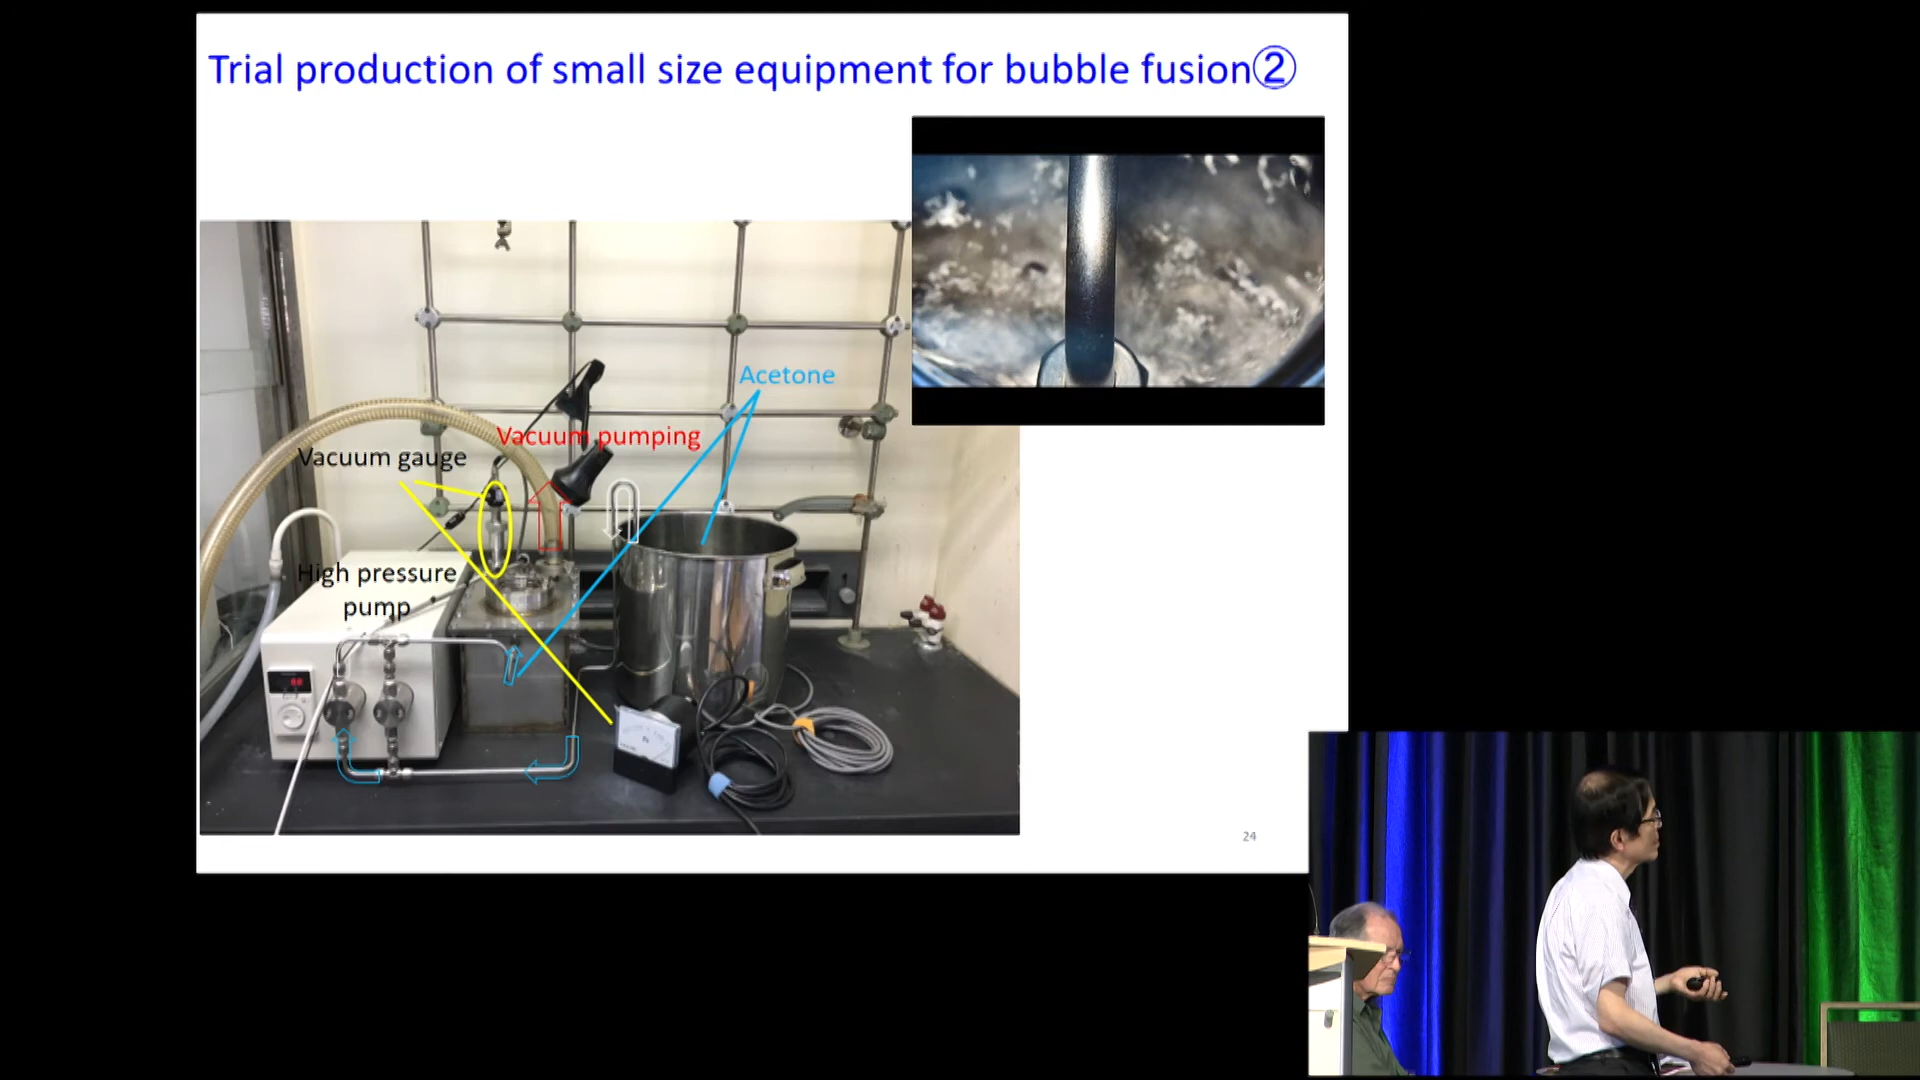 Trial production of small size equipment for bubble fusion②
Acetone
Vacuum pumping
Vacuum gauge
High pressure
pump
24